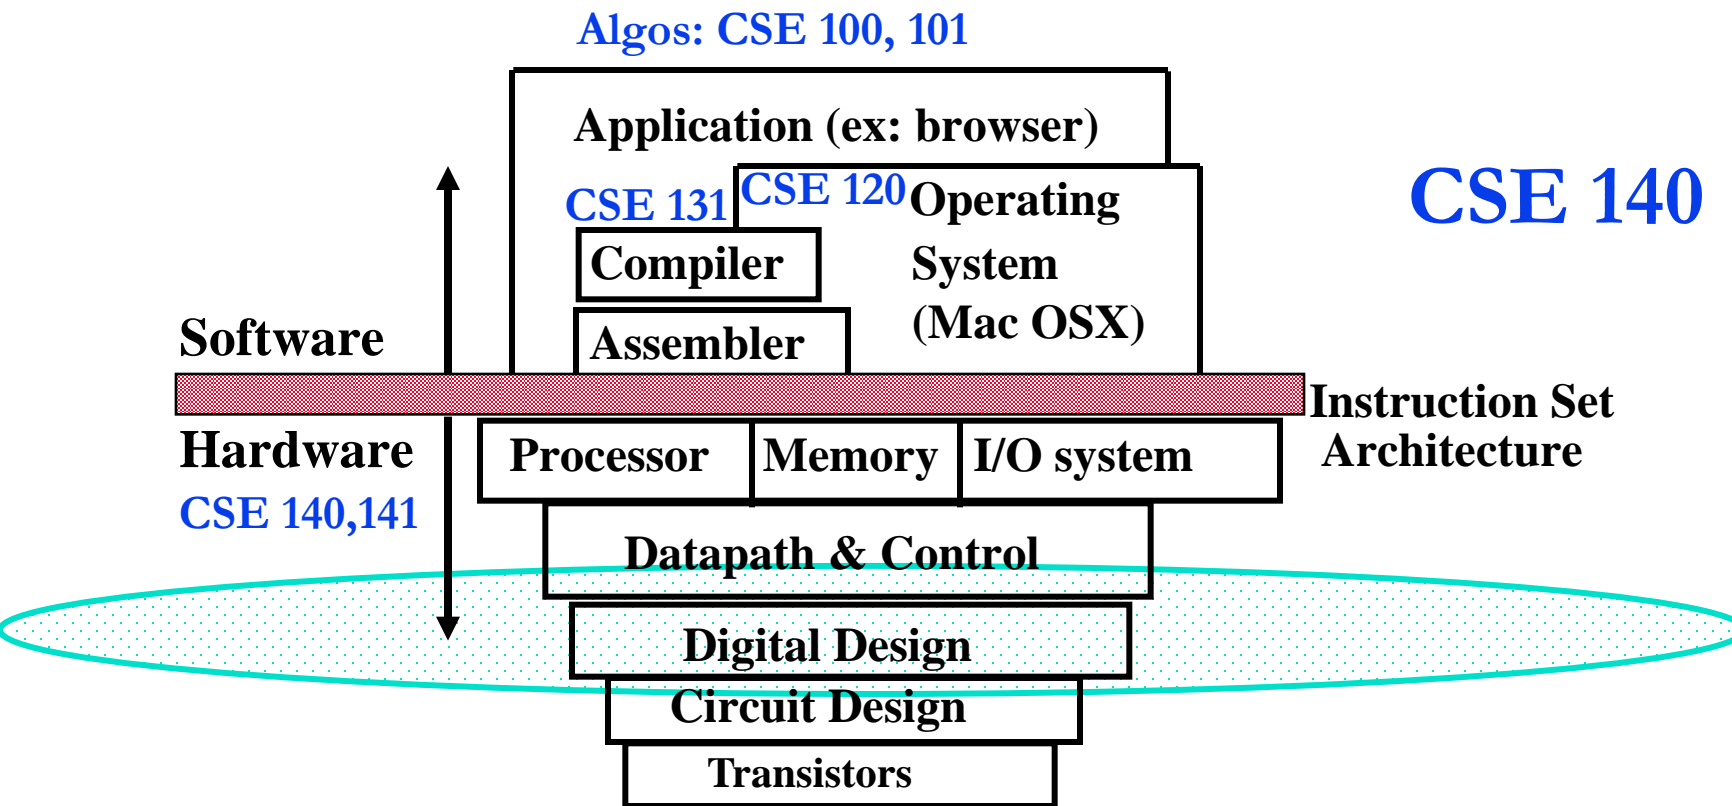 Algos: CSE 100, 101
Application (ex: browser)
CSE 140
CSE 131
CSE 120
Operating
System
(Mac OSX)
Compiler
Assembler
Software
Instruction Set
Architecture
Hardware
CSE 140,141
Processor
Memory
I/O system
Datapath & Control
Digital Design
Circuit Design
Transistors